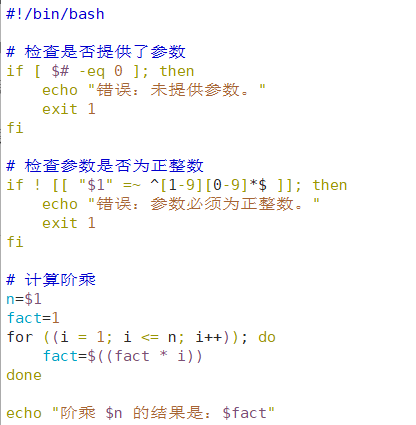 #!/bin/bash
# 检查是否提供了参数
if [ $# -eq 0 ]; then
    echo "错误：未提供参数。"
    exit 1
fi
# 检查参数是否为正整数
if ! [[ "$1" =~ ^[1-9][0-9]*$ ]]; then
    echo "错误：参数必须为正整数。"
    exit 1
fi
# 计算阶乘
n=$1
fact=1
for ((i = 1; i <= n; i++)); do
    fact=$((fact * i))
done
echo "阶乘 $n 的结果是：$fact"